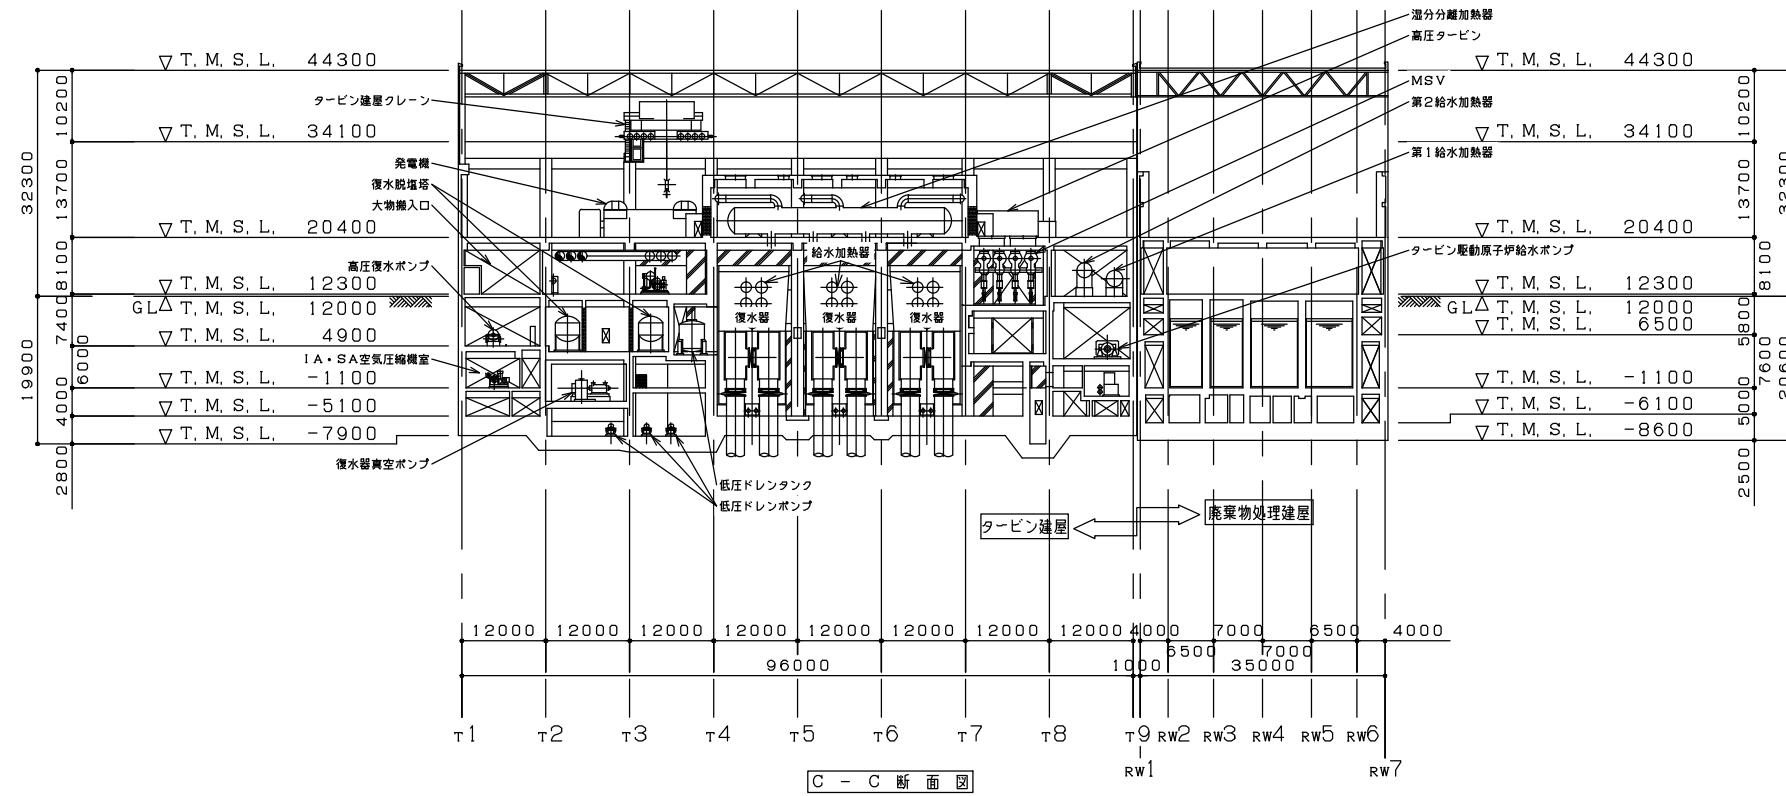 湿分分離加熱器
高圧タービン
MSV
第2給水加熱器
第1給水加熱器
タービン駆動原子炉給水ポンプ
▽ T. M. S. L. 44300
タービン建屋クレーン
▽ T. M. S. L. 34100
発電機
復水脱塩塔
大物搬入口
▽ T. M. S. L. 20400
高圧復水ポンプ
▽ T. M. S. L. 12300
GL△ T. M. S. L. 12000
▽ T. M. S. L. 4900
IA・SA空気圧縮機室
▽ T. M. S. L. -1100
▽ T. M. S. L. -5100
▽ T. M. S. L. -7900
復水器真空ポンプ
10200
13700
8100
7400
6000
4000
2800
32300
19900
給水加熱器
復水器 復水器 復水器
低圧ドレンタンク
低圧ドレンポンプ
▽ T. M. S. L. 44300
▽ T. M. S. L. 34100
▽ T. M. S. L. 20400
▽ T. M. S. L. 12300
GL△ T. M. S. L. 12000
▽ T. M. S. L. 6500
▽ T. M. S. L. -1100
▽ T. M. S. L. -6100
▽ T. M. S. L. -8600
10200
13700
8100
5800
7600
5000
2500
32300
20600
タービン建屋
廃棄物処理建屋
12000 12000 12000 12000 12000 12000 12000 12000 4000 7000 6500 4000
6500 7000
96000 1000 35000
T1 T2 T3 T4 T5 T6 T7 T8 T9 RW2 RW3 RW4 RW5 RW6
RW1 RW7
C - C 断 面 図